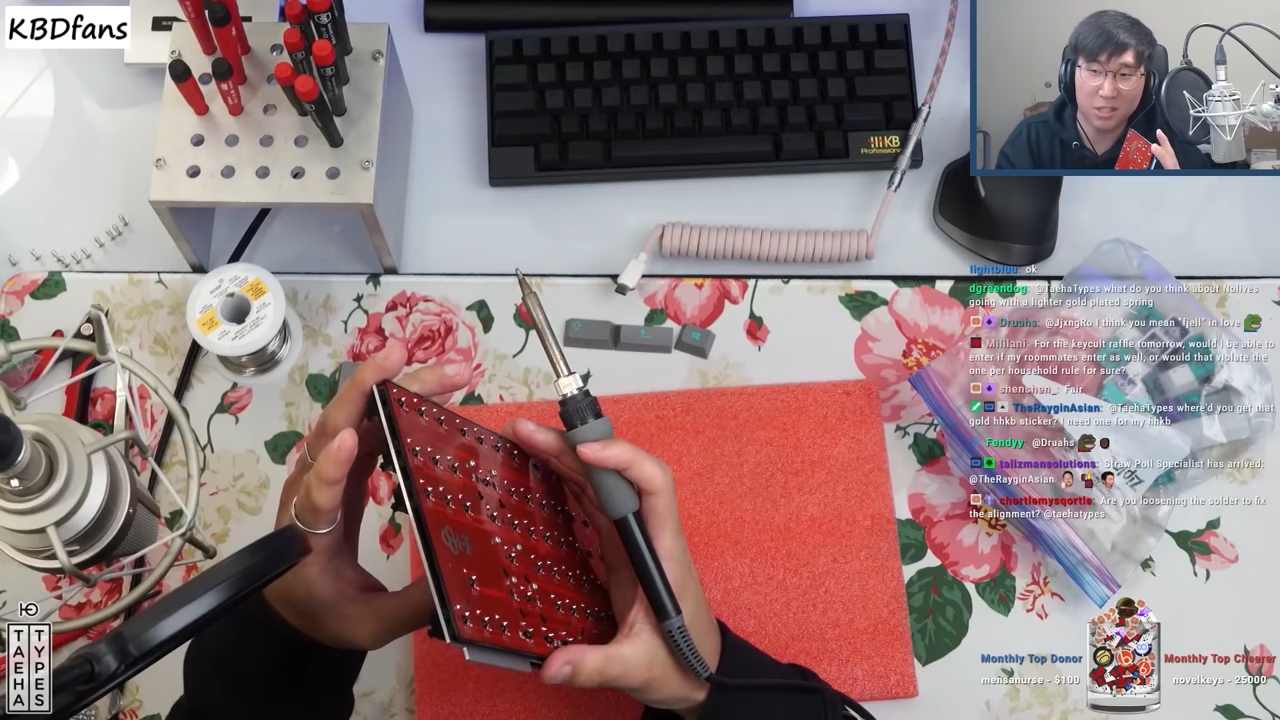 KBDfans
HHKB
Professional
lightbluu: ok
dgreendog: @TaehaTypes what do you think about Nolives
going with a lighter gold plated spring
Druahs: @JjxngRo I think you mean "fjell" in love
Mililani: For the keycult raffle tomorrow, would I be able to
enter if my roommates enter as well, or would that violate the
one per household rule for sure?
shenshen_: Fair
TheRayginAsian: @TaehaTypes where'd you get that
gold hhkb sticker? I need one for my hhkb
Fendyy: @Druahs
talizmansolutions: Straw Poll Specialist has arrived:
@TheRayginAsian
chortlemysqortle: Are you loosening the solder to fix
the alignment? @taehatypes
TAEHA
TYPES
Monthly Top Donor
mensanurse - $100
Monthly Top Cheerer
novelkeys - 25000